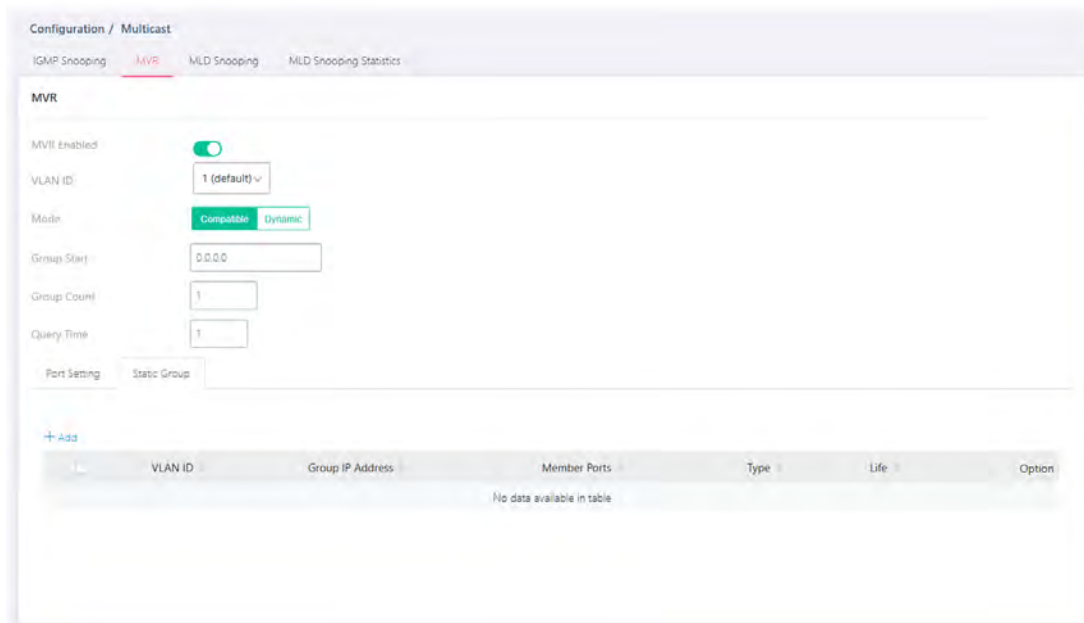 Configuration / Multicast
IGMP Snooping MVR MLD Snooping MLD Snooping Statistics
MVR
MVR Enabled
VLAN ID 1 (default)
Mode Compatible Dynamic
Group Start 0.0.0.0
Group Count 1
Query Time 1
Port Setting Static Group
+ Add
VLAN ID Group IP Address Member Ports Type Life Option
No data available in table